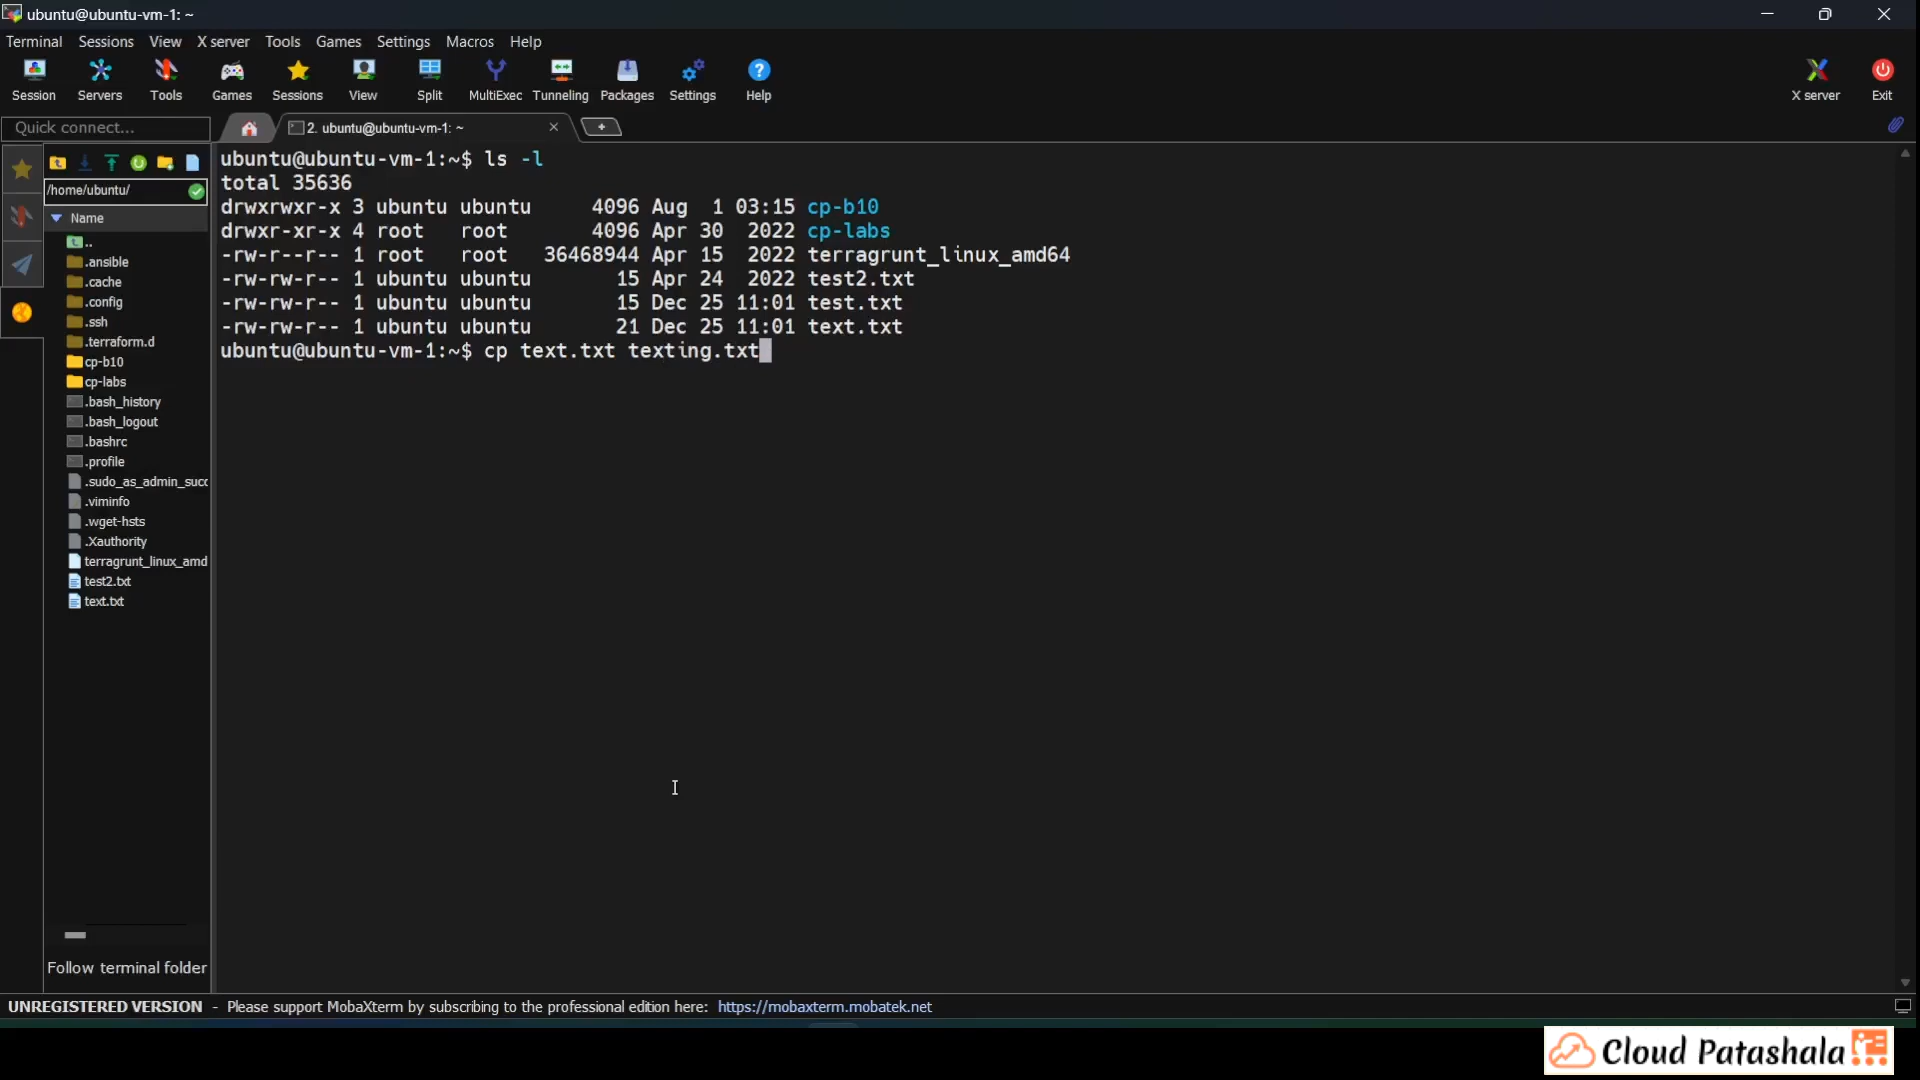 ubuntu@ubuntu-vm-1: ~
Terminal Sessions View X server Tools Games Settings Macros Help
Session Servers Tools Games Sessions View Split MultiExec Tunneling Packages Settings Help X server Exit
Quick connect... 2. ubuntu@ubuntu-vm-1: ~
/home/ubuntu/
Name
..
.ansible
.cache
.config
.ssh
.terraform.d
cp-b10
cp-labs
.bash_history
.bash_logout
.bashrc
.profile
.sudo_as_admin_succ
.viminfo
.wget-hsts
.Xauthority
terragrunt_linux_amd
test2.txt
text.txt
Follow terminal folder
ubuntu@ubuntu-vm-1:~$ ls -l
total 35636
drwxrwxr-x 3 ubuntu ubuntu     4096 Aug  1 03:15 cp-b10
drwxr-xr-x 4 root   root       4096 Apr 30  2022 cp-labs
-rw-r--r-- 1 root   root   36468944 Apr 15  2022 terragrunt_linux_amd64
-rw-rw-r-- 1 ubuntu ubuntu       15 Apr 24  2022 test2.txt
-rw-rw-r-- 1 ubuntu ubuntu       15 Dec 25 11:01 test.txt
-rw-rw-r-- 1 ubuntu ubuntu       21 Dec 25 11:01 text.txt
ubuntu@ubuntu-vm-1:~$ cp text.txt texting.txt
UNREGISTERED VERSION - Please support MobaXterm by subscribing to the professional edition here: https://mobaxterm.mobatek.net
Cloud Patashala